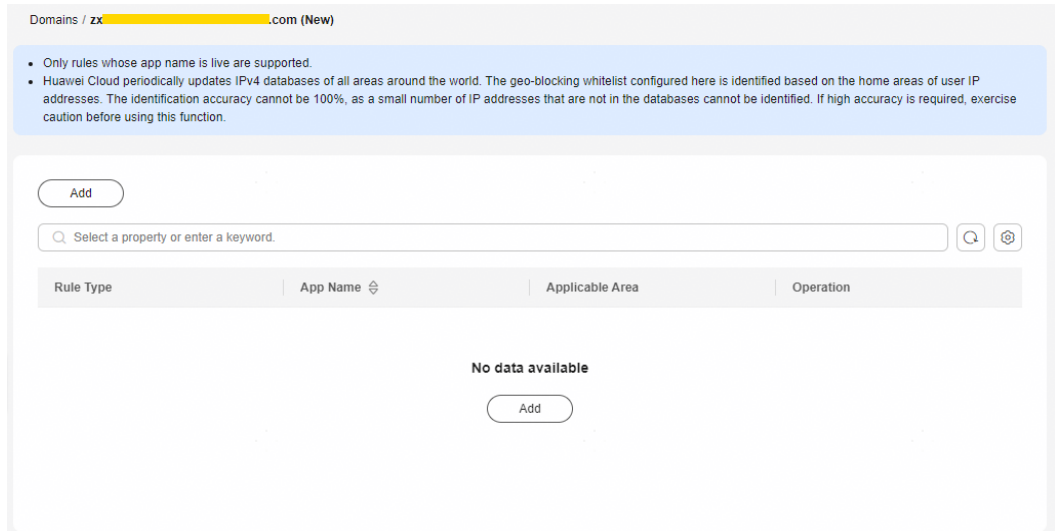 Domains / zx .com (New)
• Only rules whose app name is live are supported.
• Huawei Cloud periodically updates IPv4 databases of all areas around the world. The geo-blocking whitelist configured here is identified based on the home areas of user IP
addresses. The identification accuracy cannot be 100%, as a small number of IP addresses that are not in the databases cannot be identified. If high accuracy is required, exercise
caution before using this function.
Add
Select a property or enter a keyword.
Rule Type App Name Applicable Area Operation
No data available
Add